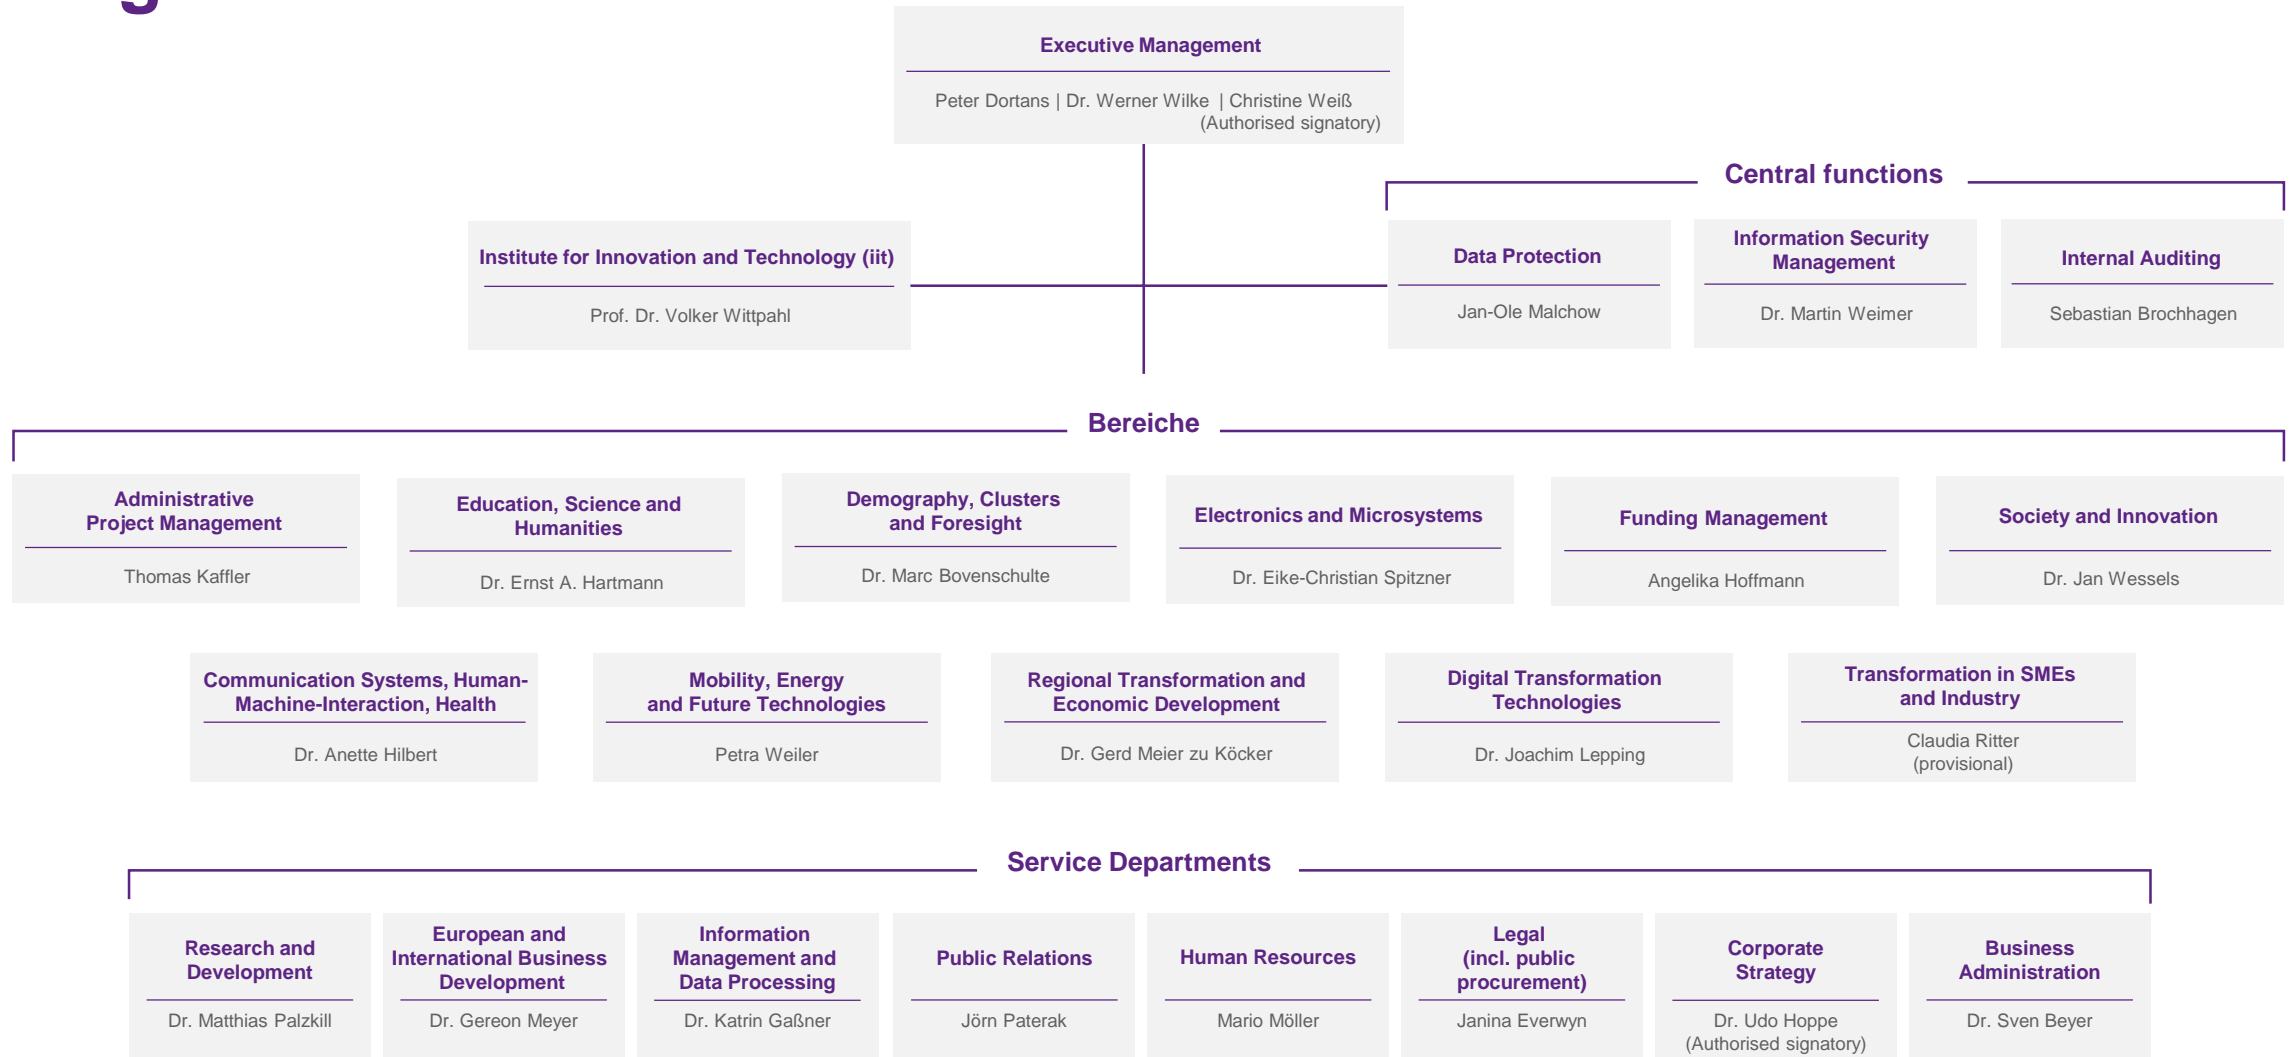 Executive Management
Peter Dortans | Dr. Werner Wilke | Christine Weiß
(Authorised signatory)
Central functions
Institute for Innovation and Technology (iit)
Prof. Dr. Volker Wittpahl
Data Protection
Jan-Ole Malchow
Information Security
Management
Dr. Martin Weimer
Internal Auditing
Sebastian Brochhagen
Bereiche
Administrative
Project Management
Thomas Kaffler
Education, Science and
Humanities
Dr. Ernst A. Hartmann
Demography, Clusters
and Foresight
Dr. Marc Bovenschulte
Electronics and Microsystems
Dr. Eike-Christian Spitzner
Funding Management
Angelika Hoffmann
Society and Innovation
Dr. Jan Wessels
Communication Systems, Human-
Machine-Interaction, Health
Dr. Anette Hilbert
Mobility, Energy
and Future Technologies
Petra Weiler
Regional Transformation and
Economic Development
Dr. Gerd Meier zu Köcker
Digital Transformation
Technologies
Dr. Joachim Lepping
Transformation in SMEs
and Industry
Claudia Ritter
(provisional)
Service Departments
Research and
Development
Dr. Matthias Palzkill
European and
International Business
Development
Dr. Gereon Meyer
Information
Management and
Data Processing
Dr. Katrin Gaßner
Public Relations
Jörn Paterak
Human Resources
Mario Möller
Legal
(incl. public
procurement)
Janina Everwyn
Corporate
Strategy
Dr. Udo Hoppe
(Authorised signatory)
Business
Administration
Dr. Sven Beyer